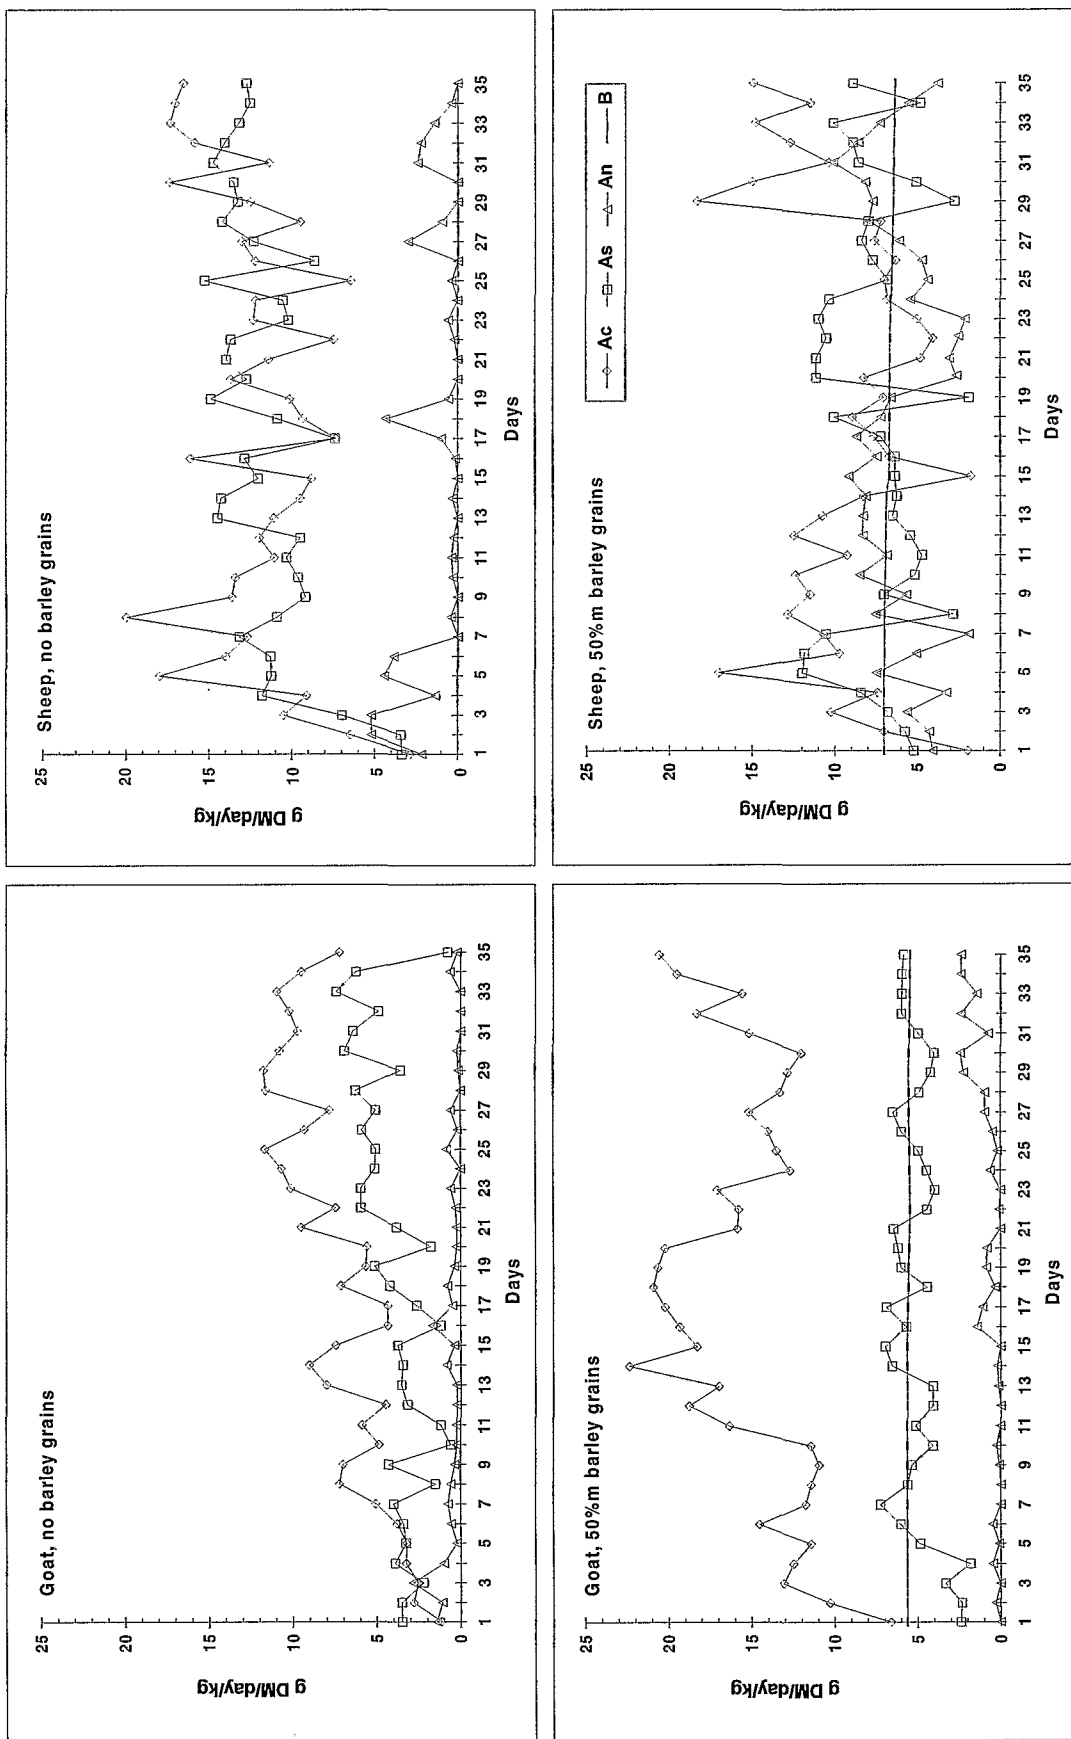 Goat, no barley grains
25
20
15
10
5
0
g DM/day/kg
1 3 5 7 9 11 13 15 17 19 21 23 25 27 29 31 33 35
Days
Sheep, no barley grains
25
20
15
10
5
0
g DM/day/kg
1 3 5 7 9 11 13 15 17 19 21 23 25 27 29 31 33 35
Days
Goat, 50%m barley grains
25
20
15
10
5
0
g DM/day/kg
1 3 5 7 9 11 13 15 17 19 21 23 25 27 29 31 33 35
Days
Sheep, 50%m barley grains
Ac As An B
25
20
15
10
5
0
g DM/day/kg
1 3 5 7 9 11 13 15 17 19 21 23 25 27 29 31 33 35
Days